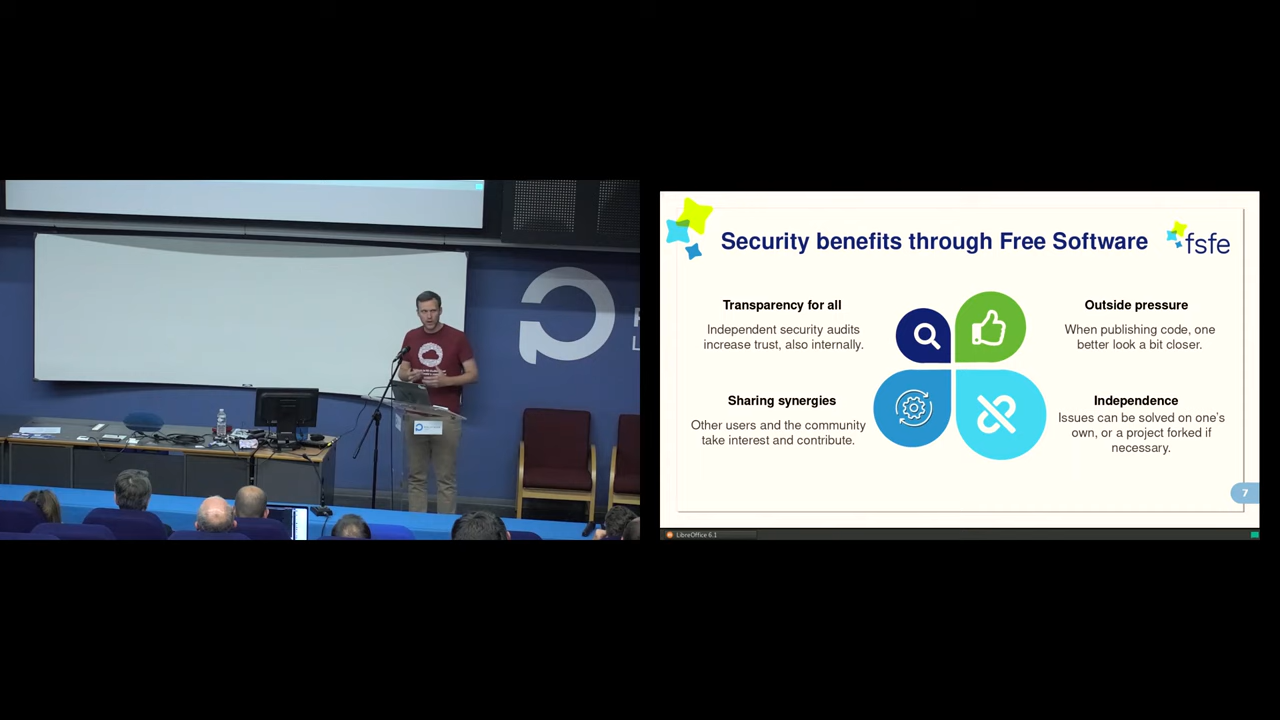 Security benefits through Free Software
fsfe
Transparency for all
Independent security audits
increase trust, also internally.
Outside pressure
When publishing code, one
better look a bit closer.
Sharing synergies
Other users and the community
take interest and contribute.
Independence
Issues can be solved on one's
own, or a project forked if
necessary.
7
LibreOffice 6.1